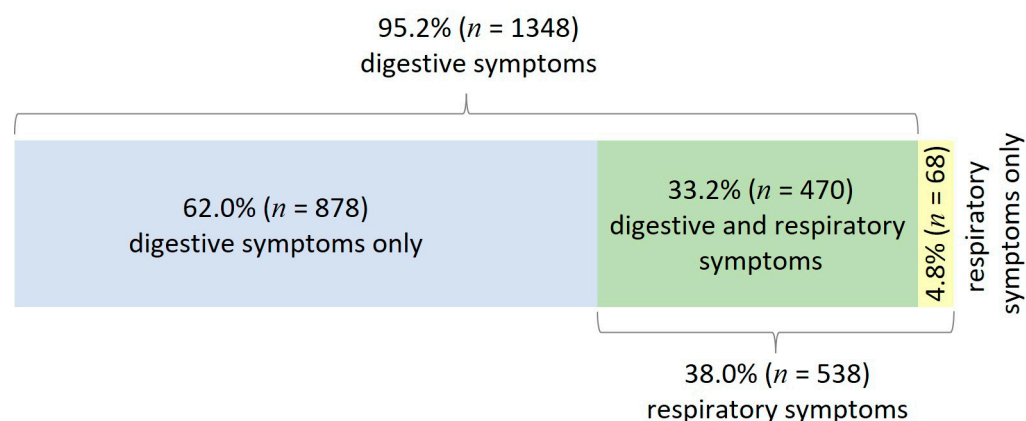 95.2% (n = 1348)
digestive symptoms
62.0% (n = 878)
digestive symptoms only
33.2% (n = 470)
digestive and respiratory
symptoms
4.8% (n = 68)
respiratory
symptoms only
38.0% (n = 538)
respiratory symptoms